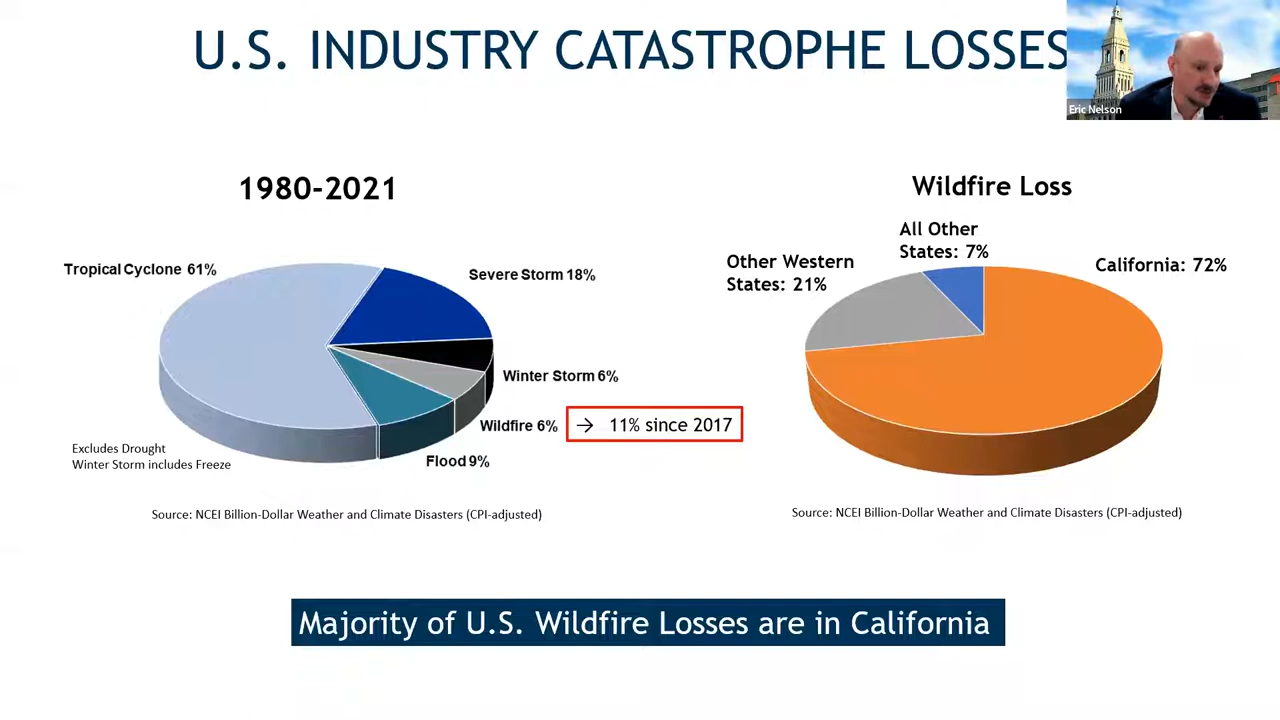 U.S. INDUSTRY CATASTROPHE LOSSES
Eric Nelson
1980-2021
Tropical Cyclone 61%
Severe Storm 18%
Winter Storm 6%
Wildfire 6%
→ 11% since 2017
Flood 9%
Excludes Drought
Winter Storm includes Freeze
Source: NCEI Billion-Dollar Weather and Climate Disasters (CPI-adjusted)
Wildfire Loss
All Other
States: 7%
Other Western
States: 21%
California: 72%
Source: NCEI Billion-Dollar Weather and Climate Disasters (CPI-adjusted)
Majority of U.S. Wildfire Losses are in California